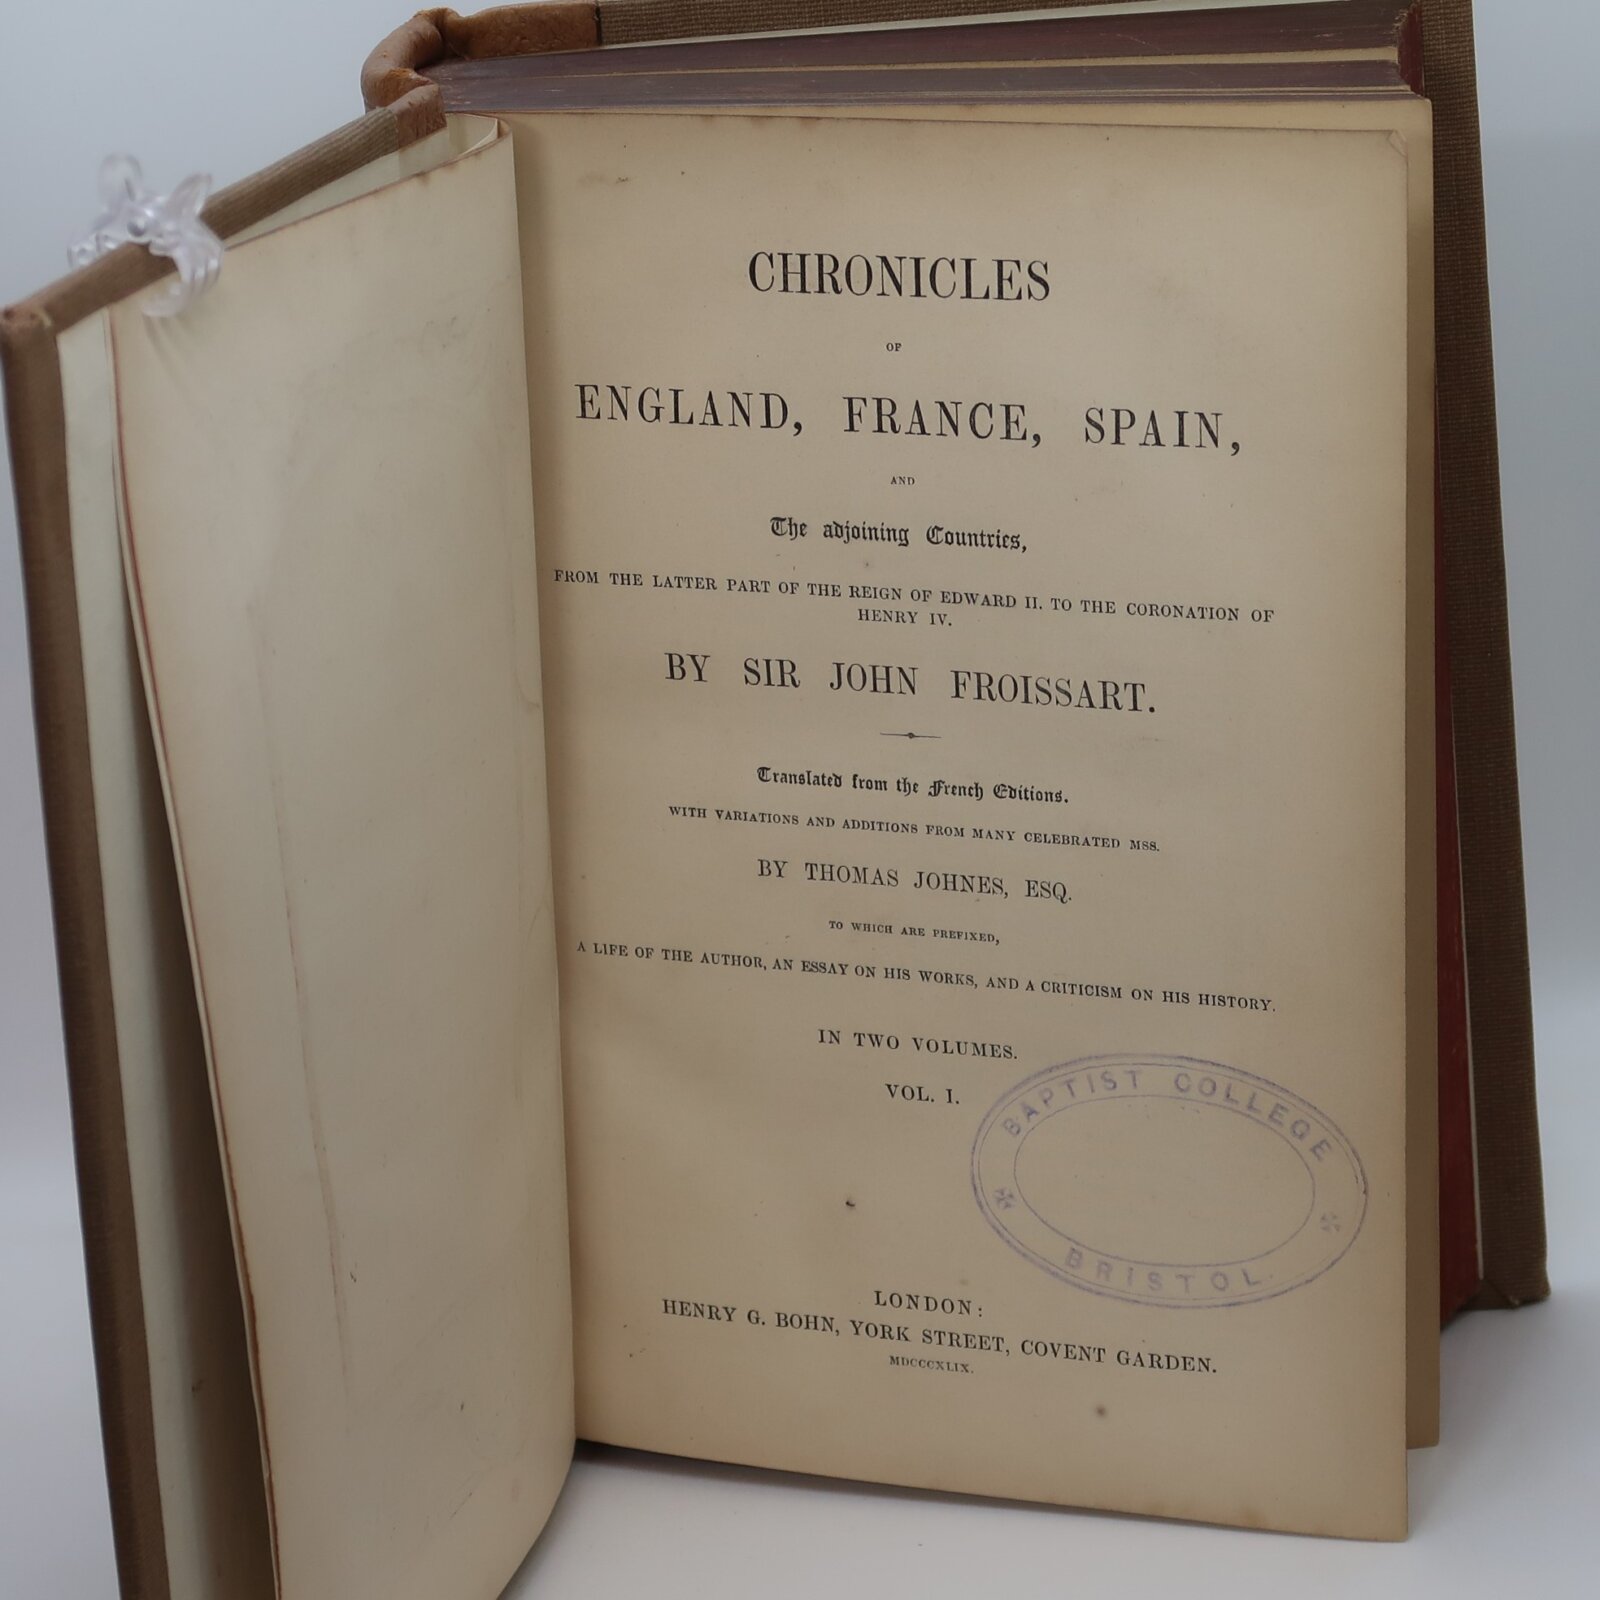 CHRONICLES
OF
ENGLAND, FRANCE, SPAIN,
AND
The adjoining Countries,
FROM THE LATTER PART OF THE REIGN OF EDWARD II. TO THE CORONATION OF
HENRY IV.
BY SIR JOHN FROISSART.
Translated from the French Editions.
WITH VARIATIONS AND ADDITIONS FROM MANY CELEBRATED MSS.
BY THOMAS JOHNES, ESQ.
TO WHICH ARE PREFIXED,
A LIFE OF THE AUTHOR, AN ESSAY ON HIS WORKS, AND A CRITICISM ON HIS HISTORY.
IN TWO VOLUMES.
VOL. I.
BAPTIST COLLEGE
BRISTOL.
LONDON:
HENRY G. BOHN, YORK STREET, COVENT GARDEN.
MDCCCXLIX.